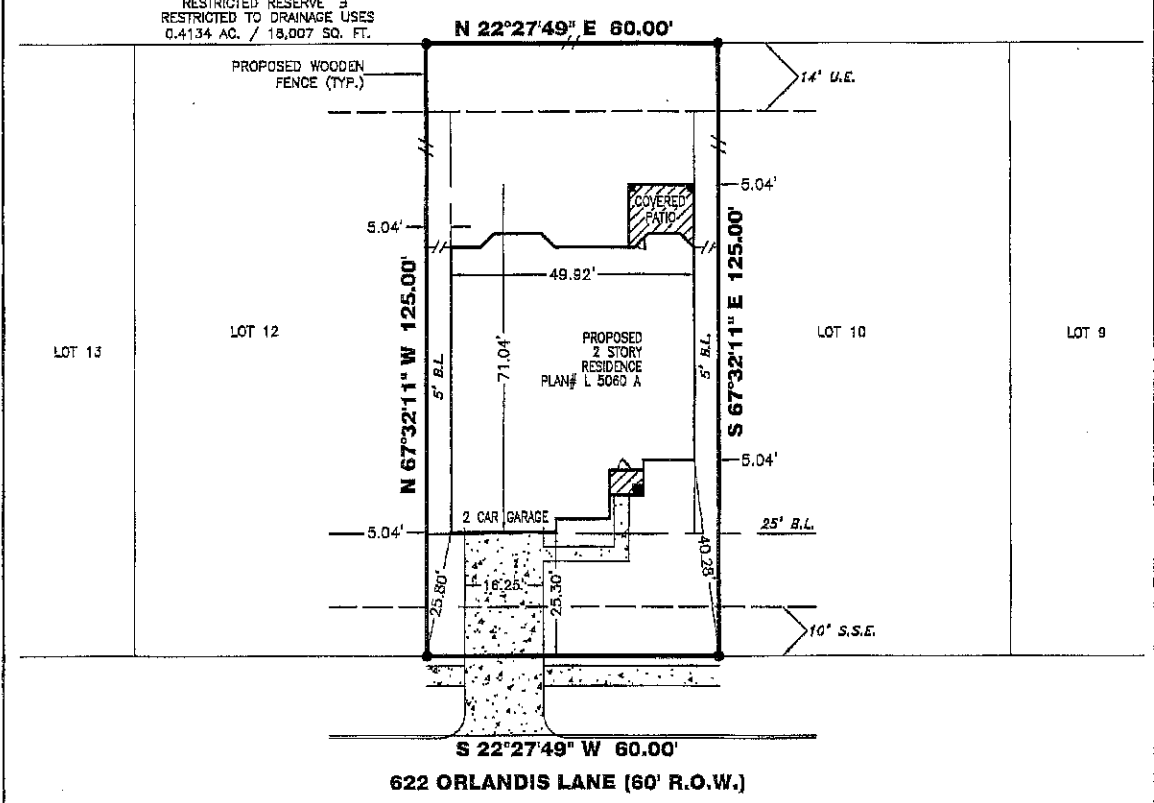 RESTRICTED RESERVE
RESTRICTED TO DRAINAGE USES
0.4134 AC. / 18,007 SQ. FT.
N 22°27'49" E 60.00'
PROPOSED WOODEN
FENCE (TYP.)
14' U.E.
COVERED
PATIO
5.04'
5.04'
49.92'
N 67°32'11" W 125.00'
S 67°32'11" E 125.00'
LOT 13
LOT 12
5' B.L.
71.04'
PROPOSED
2 STORY
RESIDENCE
PLAN# L 5060 A
5' B.L.
LOT 10
LOT 9
5.04'
2 CAR GARAGE
5.04'
25' B.L.
25.80'
16.25'
25.30'
10' S.S.E.
S 22°27'49" W 60.00'
622 ORLANDIS LANE (60' R.O.W.)